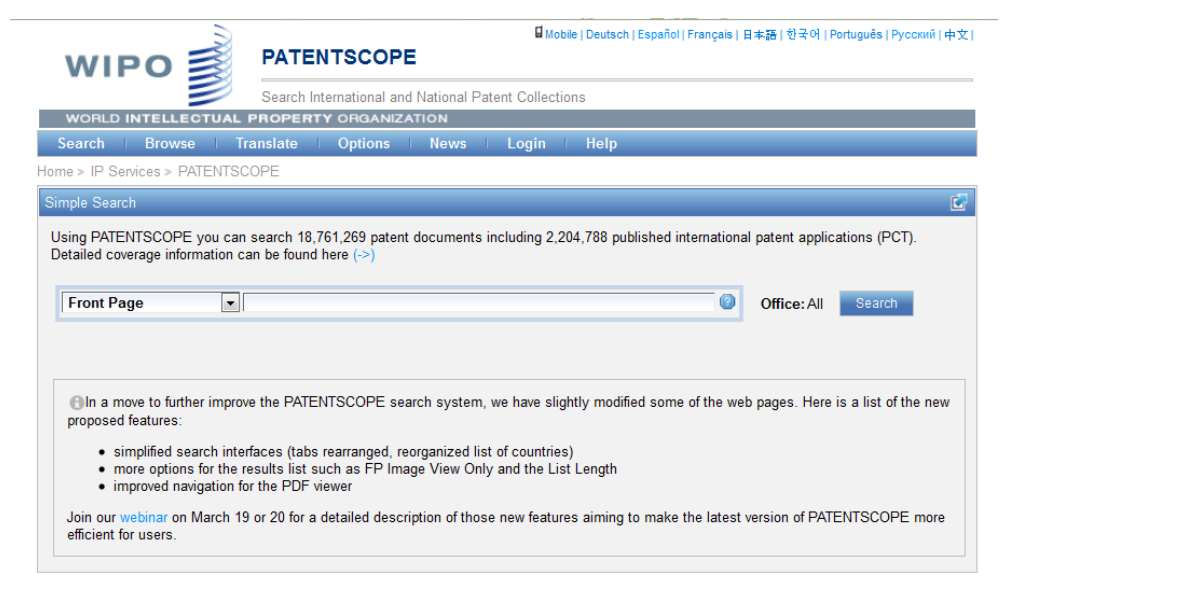 Mobile | Deutsch | Español | Français | 日本語 | 한국어 | Português | Русский | 中文 |
WIPO
PATENTSCOPE
Search International and National Patent Collections
WORLD INTELLECTUAL PROPERTY ORGANIZATION
Search | Browse | Translate | Options | News | Login | Help
Home > IP Services > PATENTSCOPE
Simple Search
Using PATENTSCOPE you can search 18,761,269 patent documents including 2,204,788 published international patent applications (PCT).
Detailed coverage information can be found here (->)
Front Page ? Office: All Search
In a move to further improve the PATENTSCOPE search system, we have slightly modified some of the web pages. Here is a list of the new
proposed features:
• simplified search interfaces (tabs rearranged, reorganized list of countries)
• more options for the results list such as FP Image View Only and the List Length
• improved navigation for the PDF viewer
Join our webinar on March 19 or 20 for a detailed description of those new features aiming to make the latest version of PATENTSCOPE more
efficient for users.